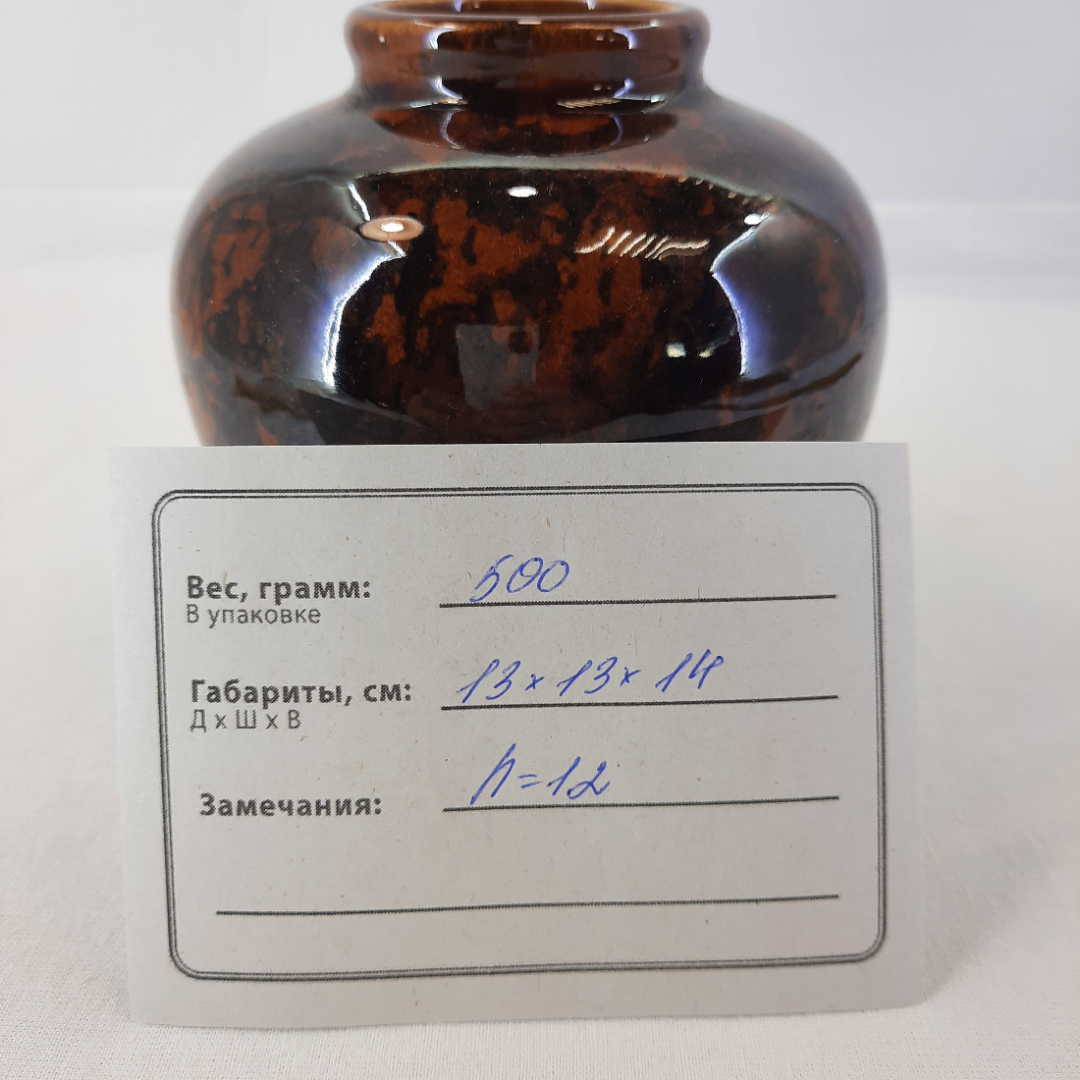 Вес, грамм: 500
В упаковке
Габариты, см: 13 x 13 x 14
Д x Ш x В
Замечания: h=12